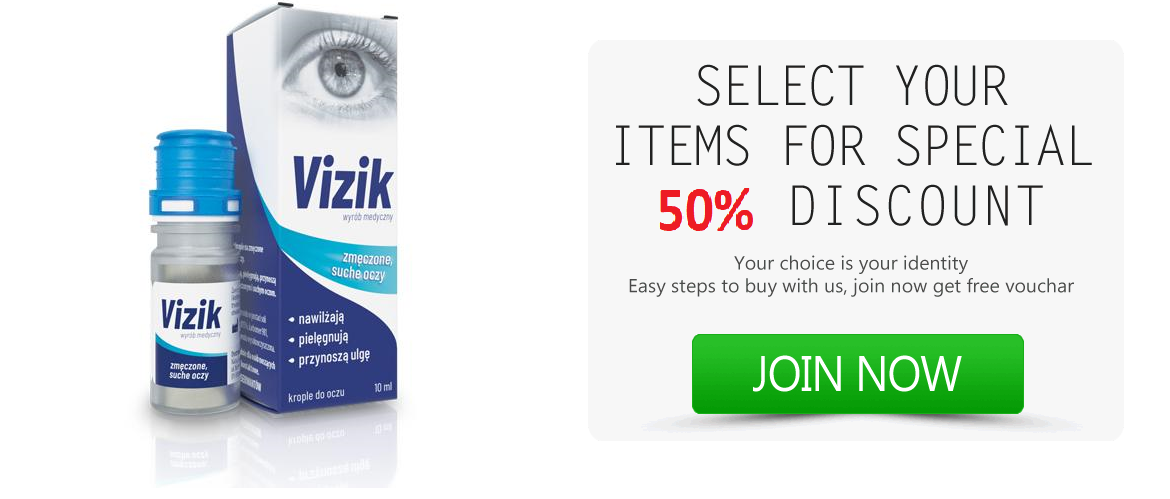 Vizik
wyrób medyczny
zmęczone,
suche oczy
nawilżają
pielęgnują
przynoszą ulgę
krople do oczu 10 ml
Vizik
wyrób medyczny
zmęczone,
suche oczy
SELECT YOUR
ITEMS FOR SPECIAL
50% DISCOUNT
Your choice is your identity
Easy steps to buy with us, join now get free vouchar
JOIN NOW